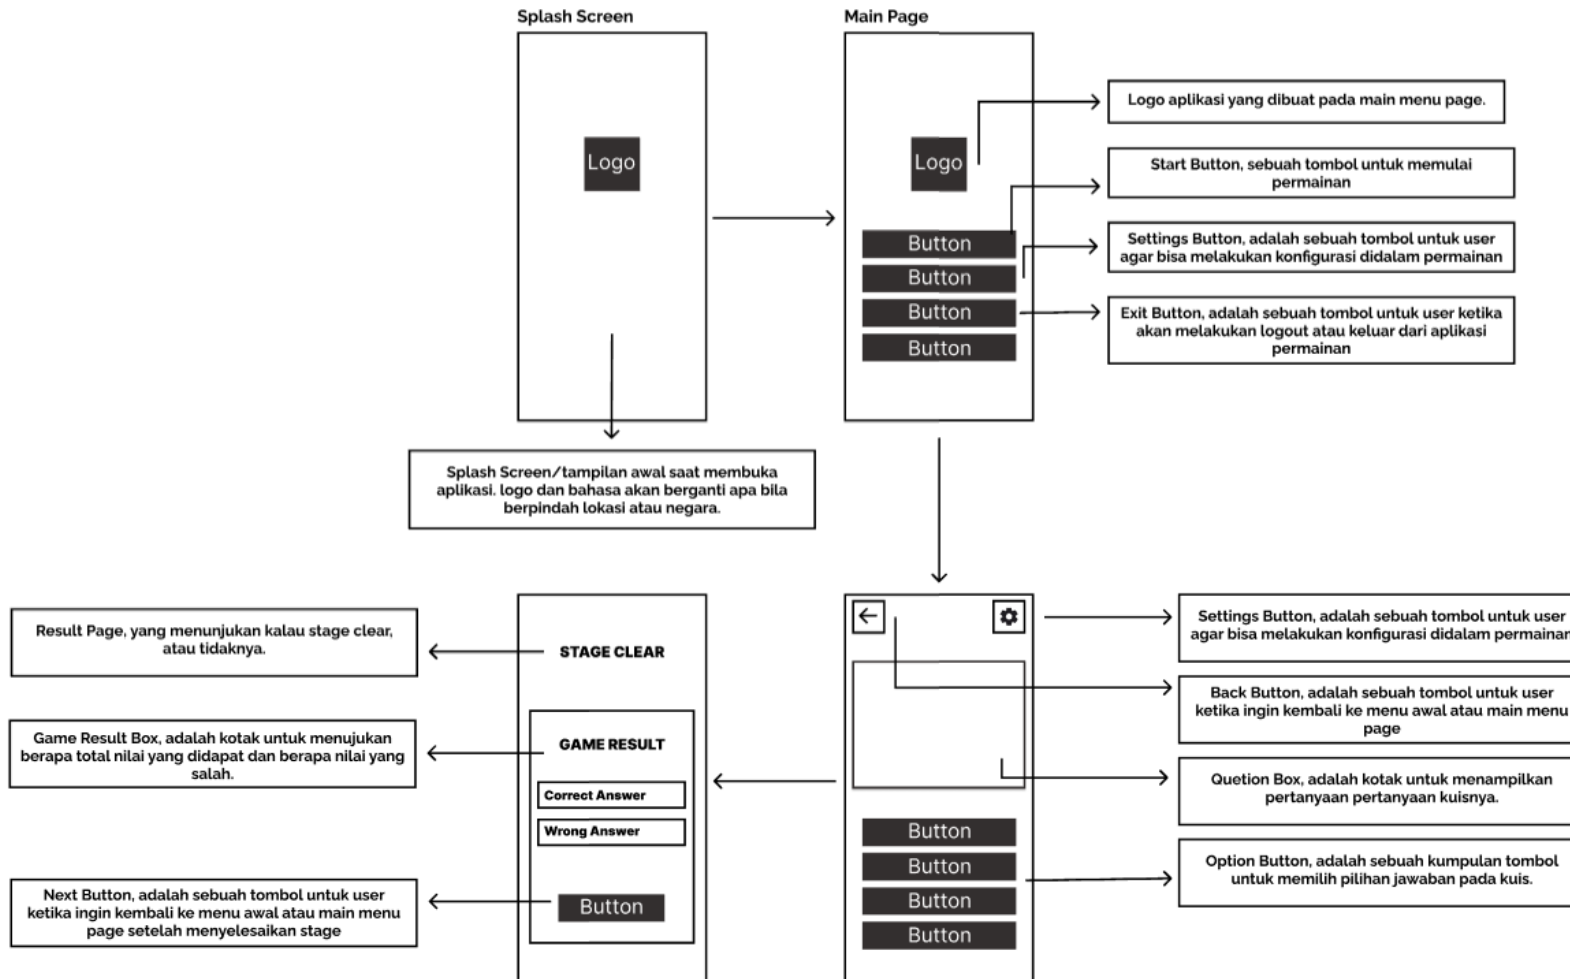 Splash Screen
Logo
Splash Screen/tampilan awal saat membuka
aplikasi. logo dan bahasa akan berganti apa bila
berpindah lokasi atau negara.
Main Page
Logo
Button
Button
Button
Button
Logo aplikasi yang dibuat pada main menu page.
Start Button, sebuah tombol untuk memulai
permainan
Settings Button, adalah sebuah tombol untuk user
agar bisa melakukan konfigurasi didalam permainan
Exit Button, adalah sebuah tombol untuk user ketika
akan melakukan logout atau keluar dari aplikasi
permainan
Result Page, yang menunjukan kalau stage clear,
atau tidaknya.
Game Result Box, adalah kotak untuk menujukan
berapa total nilai yang didapat dan berapa nilai yang
salah.
Next Button, adalah sebuah tombol untuk user
ketika ingin kembali ke menu awal atau main menu
page setelah menyelesaikan stage
STAGE CLEAR
GAME RESULT
Correct Answer
Wrong Answer
Button
Button
Button
Button
Button
Settings Button, adalah sebuah tombol untuk user
agar bisa melakukan konfigurasi didalam permainan
Back Button, adalah sebuah tombol untuk user
ketika ingin kembali ke menu awal atau main menu
page
Quetion Box, adalah kotak untuk menampilkan
pertanyaan pertanyaan kuisnya.
Option Button, adalah sebuah kumpulan tombol
untuk memilih pilihan jawaban pada kuis.